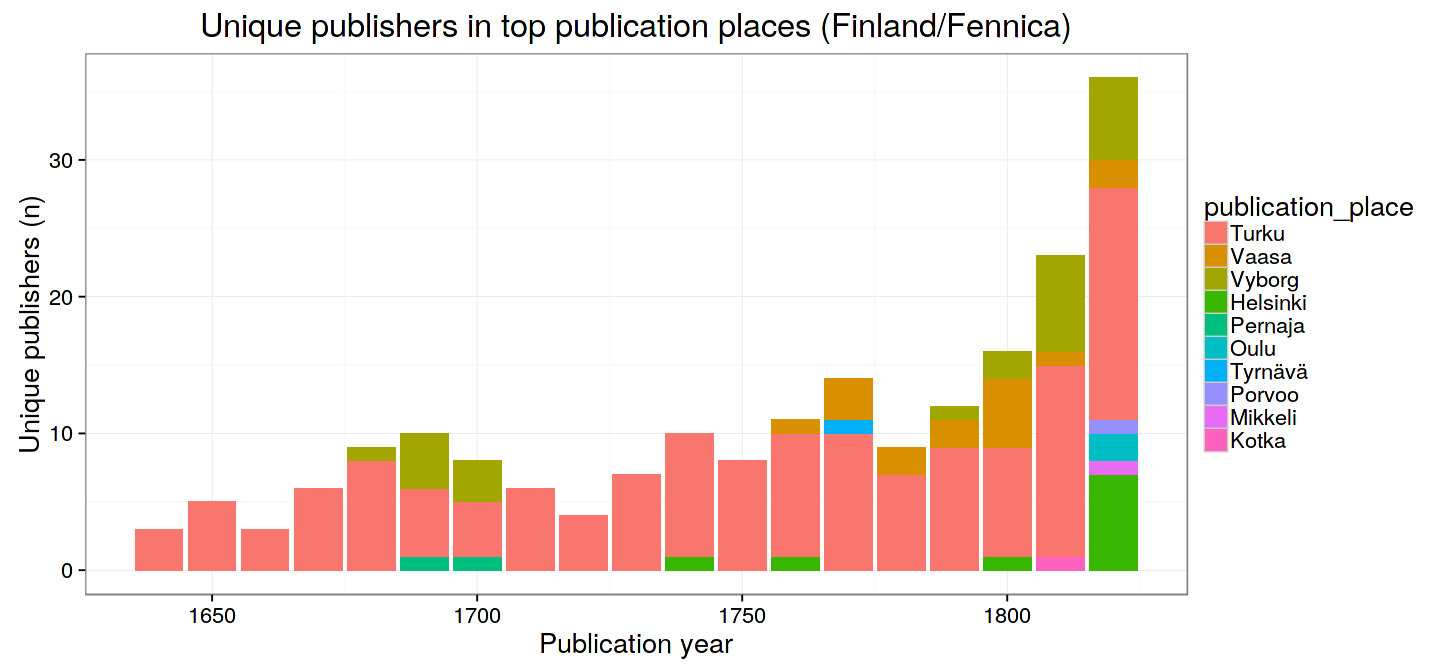 Unique publishers in top publication places (Finland/Fennica)
Unique publishers (n)
30
20
10
0
1650
1700
1750
1800
Publication year
publication_place
Turku
Vaasa
Vyborg
Helsinki
Pernaja
Oulu
Tyrnävä
Porvoo
Mikkeli
Kotka